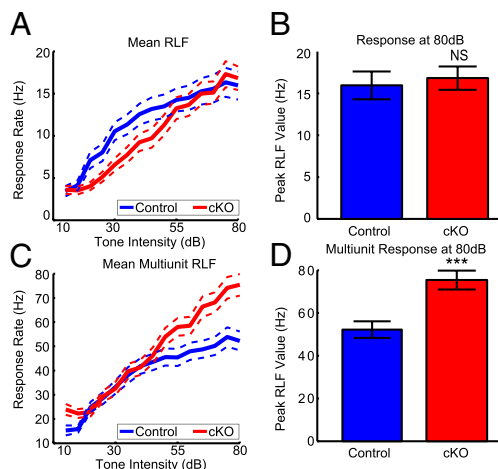 A
Mean RLF
Response Rate (Hz)
20
15
10
5
0
10
30
55
80
Control
cKO
Tone Intensity (dB)
B
Response at 80dB
NS
Peak RLF Value (Hz)
20
15
10
5
0
Control
cKO
C
Mean Multiunit RLF
Response Rate (Hz)
80
70
60
50
40
30
20
10
10
30
55
80
Control
cKO
Tone Intensity (dB)
D
Multiunit Response at 80dB
***
Peak RLF Value (Hz)
80
60
40
20
0
Control
cKO